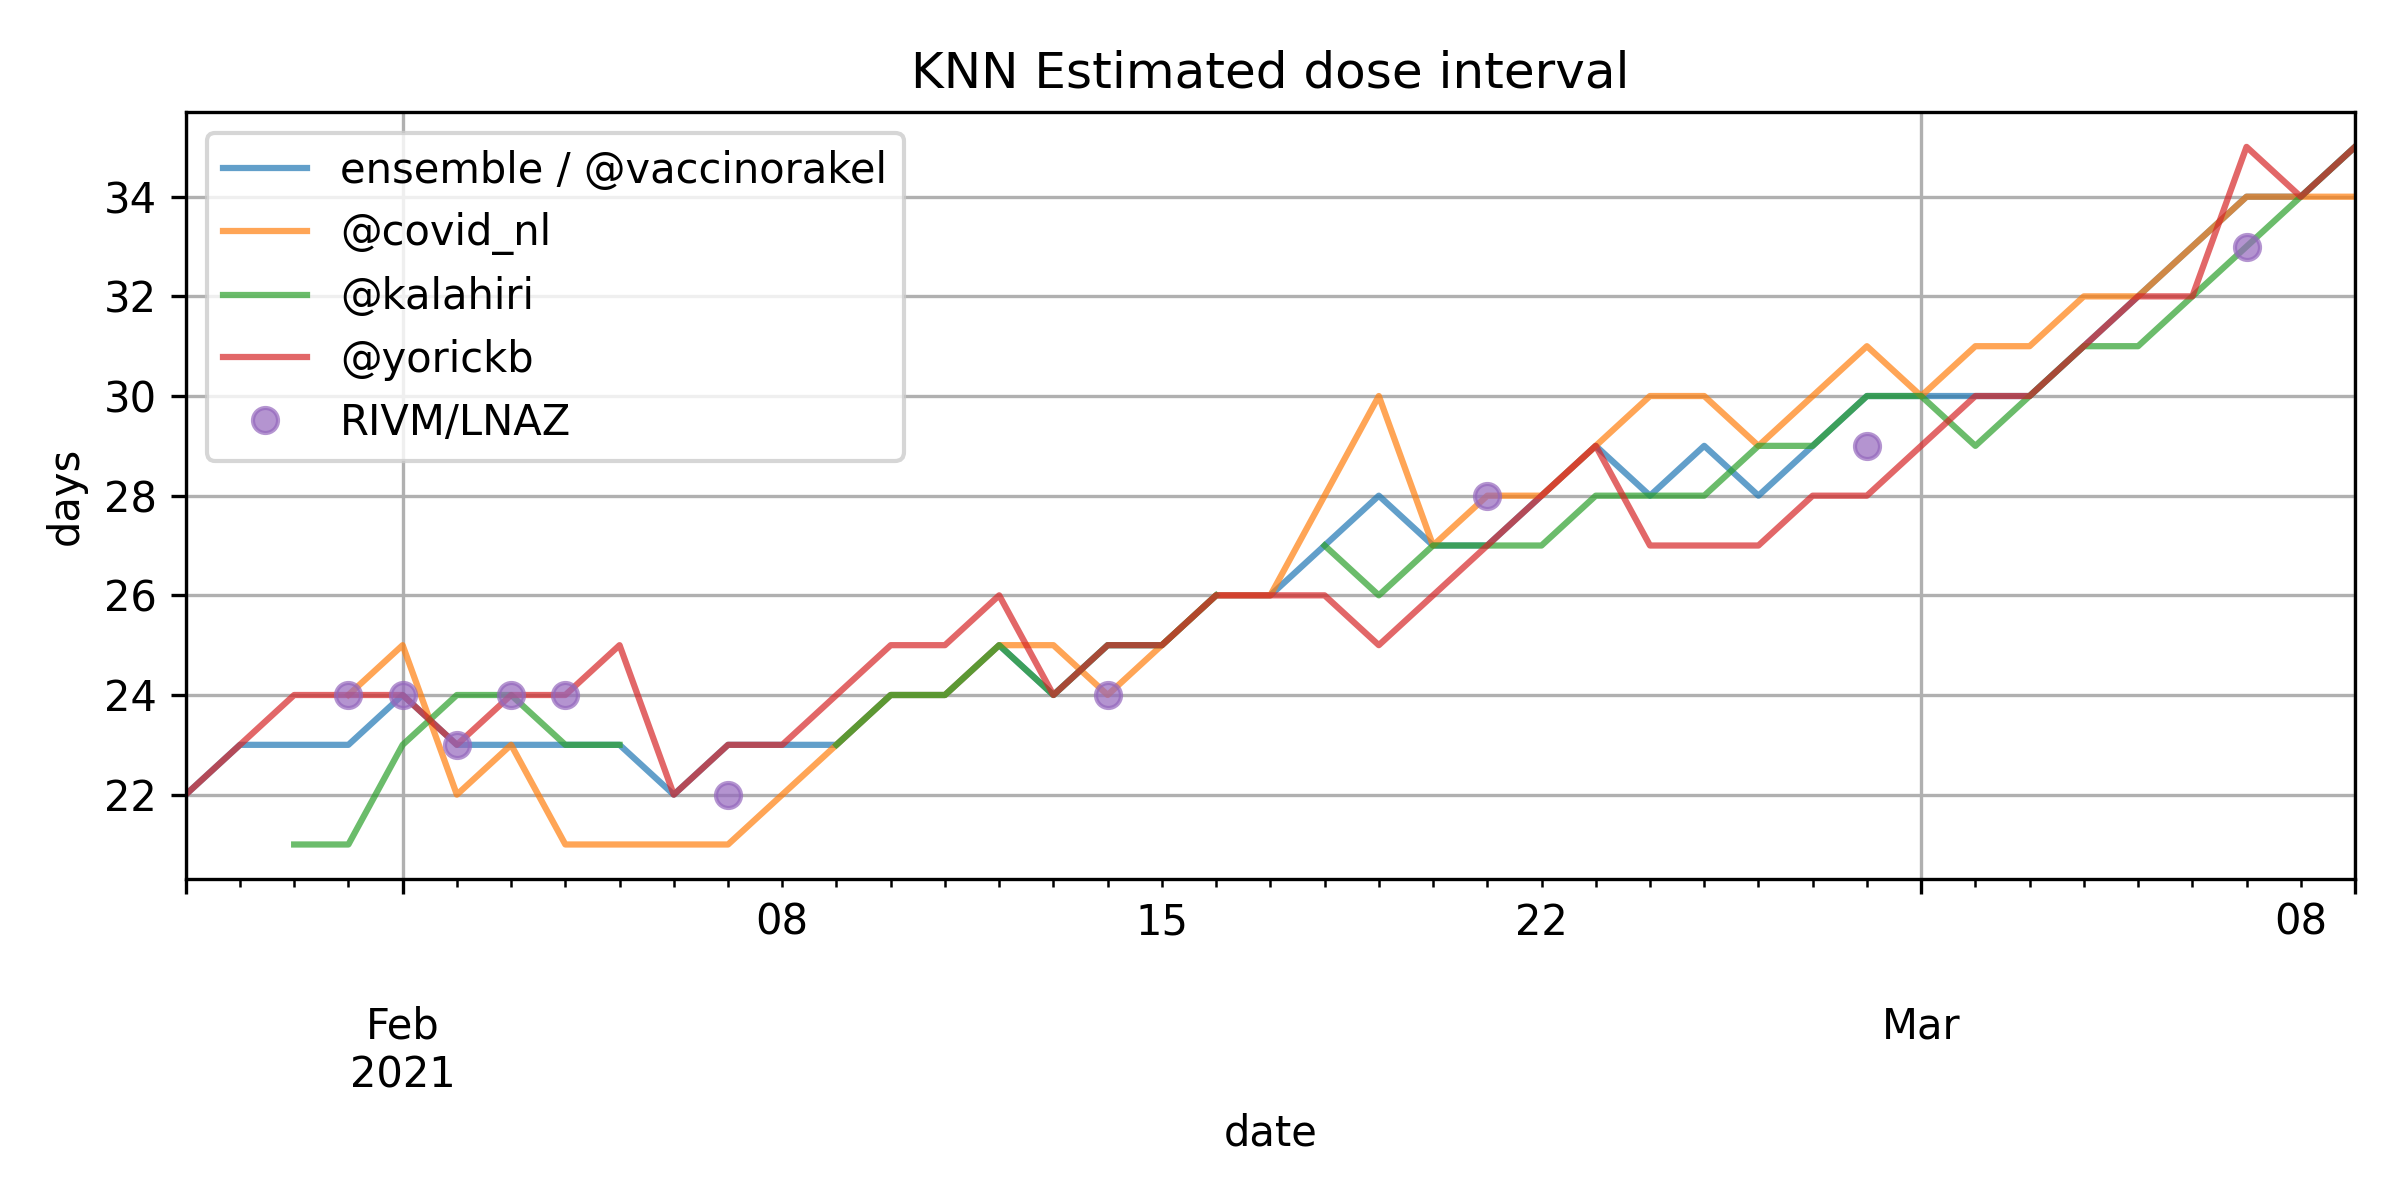 KNN Estimated dose interval
ensemble / @vaccinorakel
@covid_nl
@kalahiri
@yorickb
RIVM/LNAZ
34
32
30
28
26
24
22
days
08
15
22
08
Feb
2021
Mar
date